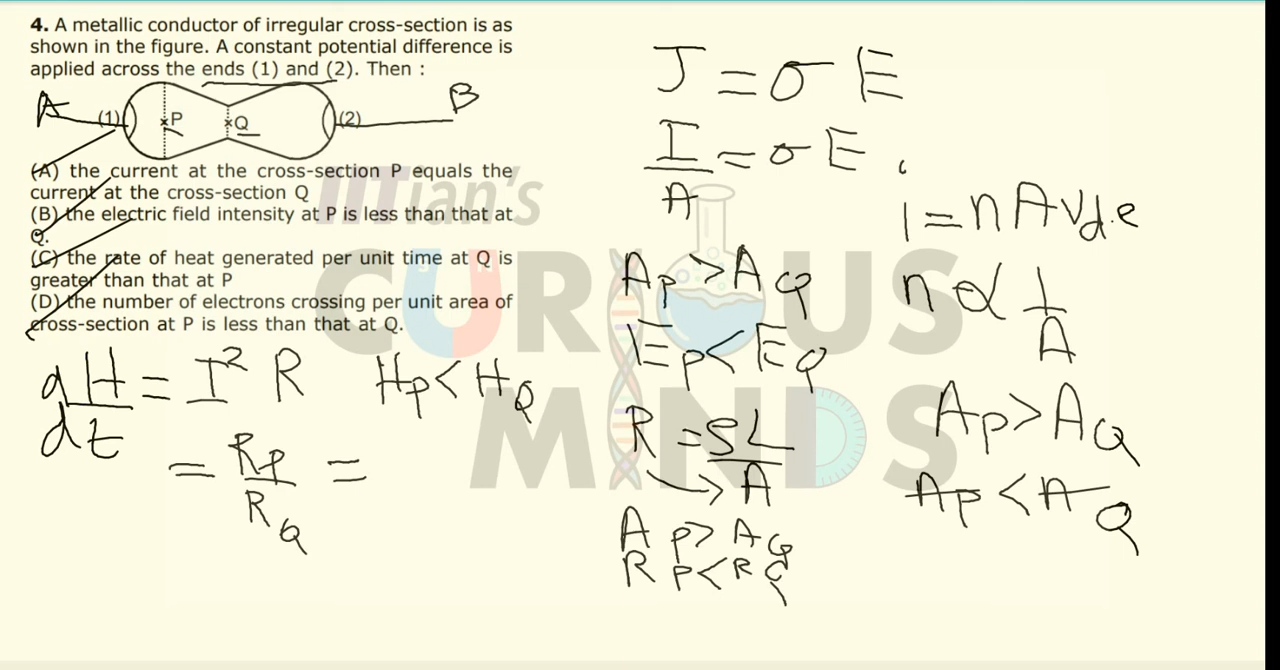 4. A metallic conductor of irregular cross-section is as
shown in the figure. A constant potential difference is
applied across the ends (1) and (2). Then :
A (1) ×P ×Q (2) B
(A) the current at the cross-section P equals the
current at the cross-section Q
(B) the electric field intensity at P is less than that at
Q.
(C) the rate of heat generated per unit time at Q is
greater than that at P
(D) the number of electrons crossing per unit area of
cross-section at P is less than that at Q.
dH/dt = I² R
Hp < HQ
= Rp/RQ =
J = σ E
I/A = σ E
Ap > AQ
Ep < EQ
R = SL/A
Ap > AQ
Rp < RQ
I = nAVd.e
n α 1/A
Ap > AQ
Ap < AQ
IITian's
CURIOUS
MINDS